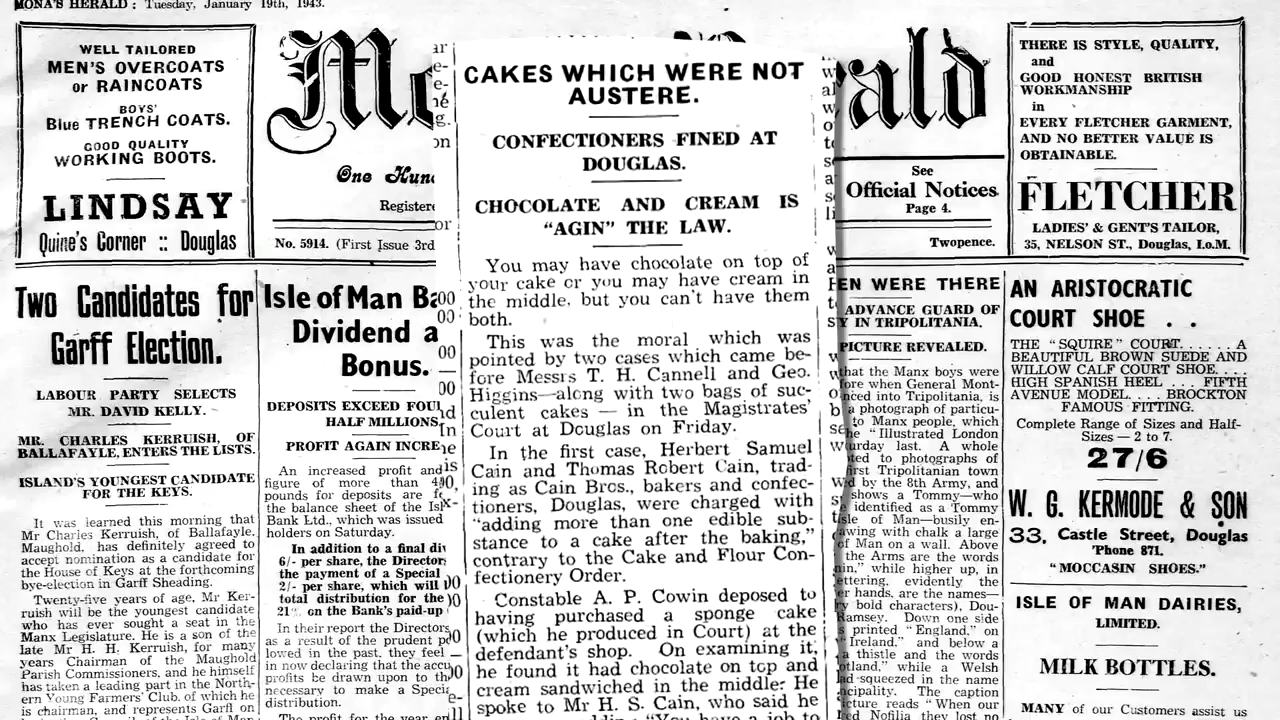 MONA'S HERALD: Tuesday, January 19th, 1943.
WELL TAILORED
MEN'S OVERCOATS
or RAINCOATS
BOYS'
Blue TRENCH COATS.
GOOD QUALITY
WORKING BOOTS.
LINDSAY
Quine's Corner :: Douglas
One Hun
Registere
No. 5914. (First Issue 3rd
rald
See
Official Notices
Page 4.
Twopence.
THERE IS STYLE, QUALITY,
and
GOOD HONEST BRITISH
WORKMANSHIP
in
EVERY FLETCHER GARMENT,
AND NO BETTER VALUE IS
OBTAINABLE.
FLETCHER
LADIES' & GENT'S TAILOR,
35, NELSON ST., Douglas, I.o.M.
Two Candidates for
Garff Election.
LABOUR PARTY SELECTS
MR. DAVID KELLY.
MR. CHARLES KERRUISH, OF
BALLAFAYLE, ENTERS THE LISTS.
ISLAND'S YOUNGEST CANDIDATE
FOR THE KEYS.
It was learned this morning that
Mr Charles Kerruish, of Ballafayle,
Maughold, has definitely agreed to
accept nomination as a candidate for
the House of Keys at the forthcoming
bye-election in Garff Sheading.
Twenty-five years of age, Mr Ker-
ruish will be the youngest candidate
who has ever sought a seat in the
Manx Legislature. He is a son of the
late Mr H. H. Kerruish, for many
years Chairman of the Maughold
Parish Commissioners, and he himself
has taken a leading part in the North-
ern Young Farmers' Club, of which he
is chairman, and represents Garff on
Isle of Man Ba
Dividend a
Bonus.
DEPOSITS EXCEED FOU
HALF MILLIONS
PROFIT AGAIN INCRE
An increased profit and
figure of more than
pounds for deposits are
the balance sheet of the Isl
Bank Ltd., which was issued
holders on Saturday.
In addition to a final div
6/- per share, the Director
the payment of a Special
2/- per share, which will
total distribution for the
on the Bank's paid-up
In their report the Directors
as a result of the prudent p
lowed in the past, they feel
in now declaring that the accu
profits be drawn upon to th
necessary to make a Specia
distribution.
The profit for the year en
CAKES WHICH WERE NOT
AUSTERE.
CONFECTIONERS FINED AT
DOUGLAS.
CHOCOLATE AND CREAM IS
"AGIN" THE LAW.
You may have chocolate on top of
your cake or you may have cream in
the middle, but you can't have them
both.
This was the moral which was
pointed by two cases which came be-
fore Messrs T. H. Cannell and Geo.
Higgins—along with two bags of suc-
culent cakes — in the Magistrates'
Court at Douglas on Friday.
In the first case, Herbert Samuel
Cain and Thomas Robert Cain, trad-
ing as Cain Bros., bakers and confec-
tioners, Douglas, were charged with
"adding more than one edible sub-
stance to a cake after the baking,"
contrary to the Cake and Flour Con-
fectionery Order.
Constable A. P. Cowin deposed to
having purchased a sponge cake
(which he produced in Court) at the
defendant's shop. On examining it,
he found it had chocolate on top and
cream sandwiched in the middle. He
spoke to Mr H. S. Cain, who said he
"You have a job to
EN WERE THERE
ADVANCE GUARD OF
Y IN TRIPOLITANIA.
PICTURE REVEALED.
that the Manx boys were
ore when General Mont-
nced into Tripolitania, is
a photograph of particu-
to Manx people, which
he "Illustrated London
urday last. A whole
ed to photographs of
first Tripolitanian town
d by the 8th Army, and
shows a Tommy—who
e identified as a Tommy
Isle of Man—busily en-
awing with chalk a large
of Man on a wall. Above
the Arms are the words
nin," while higher up, in
ettering, evidently the
er hands, are the names—
y bold characters), Dou-
Ramsey. Down one side
s printed "England," on
"Ireland," and below a
a thistle and the words
otland," while a Welsh
ad squeezed in the name
ncipality. The caption
cture reads "When our
ed Nofilia they lost no
AN ARISTOCRATIC
COURT SHOE . .
THE "SQUIRE" COURT. . . . . . A
BEAUTIFUL BROWN SUEDE AND
WILLOW CALF COURT SHOE. . . .
HIGH SPANISH HEEL . . . FIFTH
AVENUE MODEL. . . . BROCKTON
FAMOUS FITTING.
Complete Range of Sizes and Half-
Sizes — 2 to 7.
27/6
W. G. KERMODE & SON
33, Castle Street, Douglas
'Phone 871.
"MOCCASIN SHOES."
ISLE OF MAN DAIRIES,
LIMITED.
MILK BOTTLES.
MANY of our Customers assist us